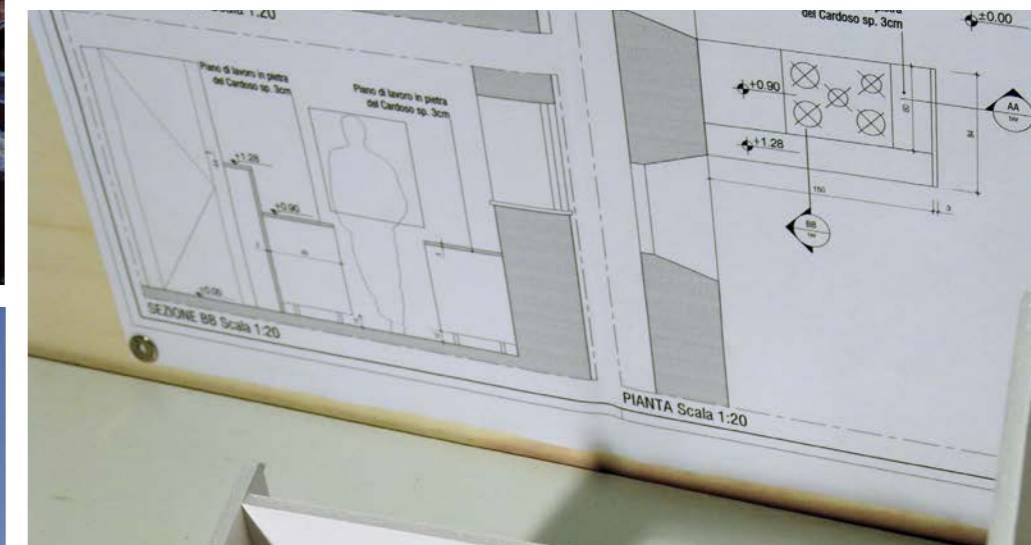 Scala 1:20
del Cardoso sp. 3cm
±0.00
Piano di lavoro in pietra
del Cardoso sp. 3cm
Piano di lavoro in pietra
del Cardoso sp. 3cm
+0.90
AA
+1.28
+1.28
150
3
+0.90
BB
±0.00
SEZIONE BB Scala 1:20
PIANTA Scala 1:20